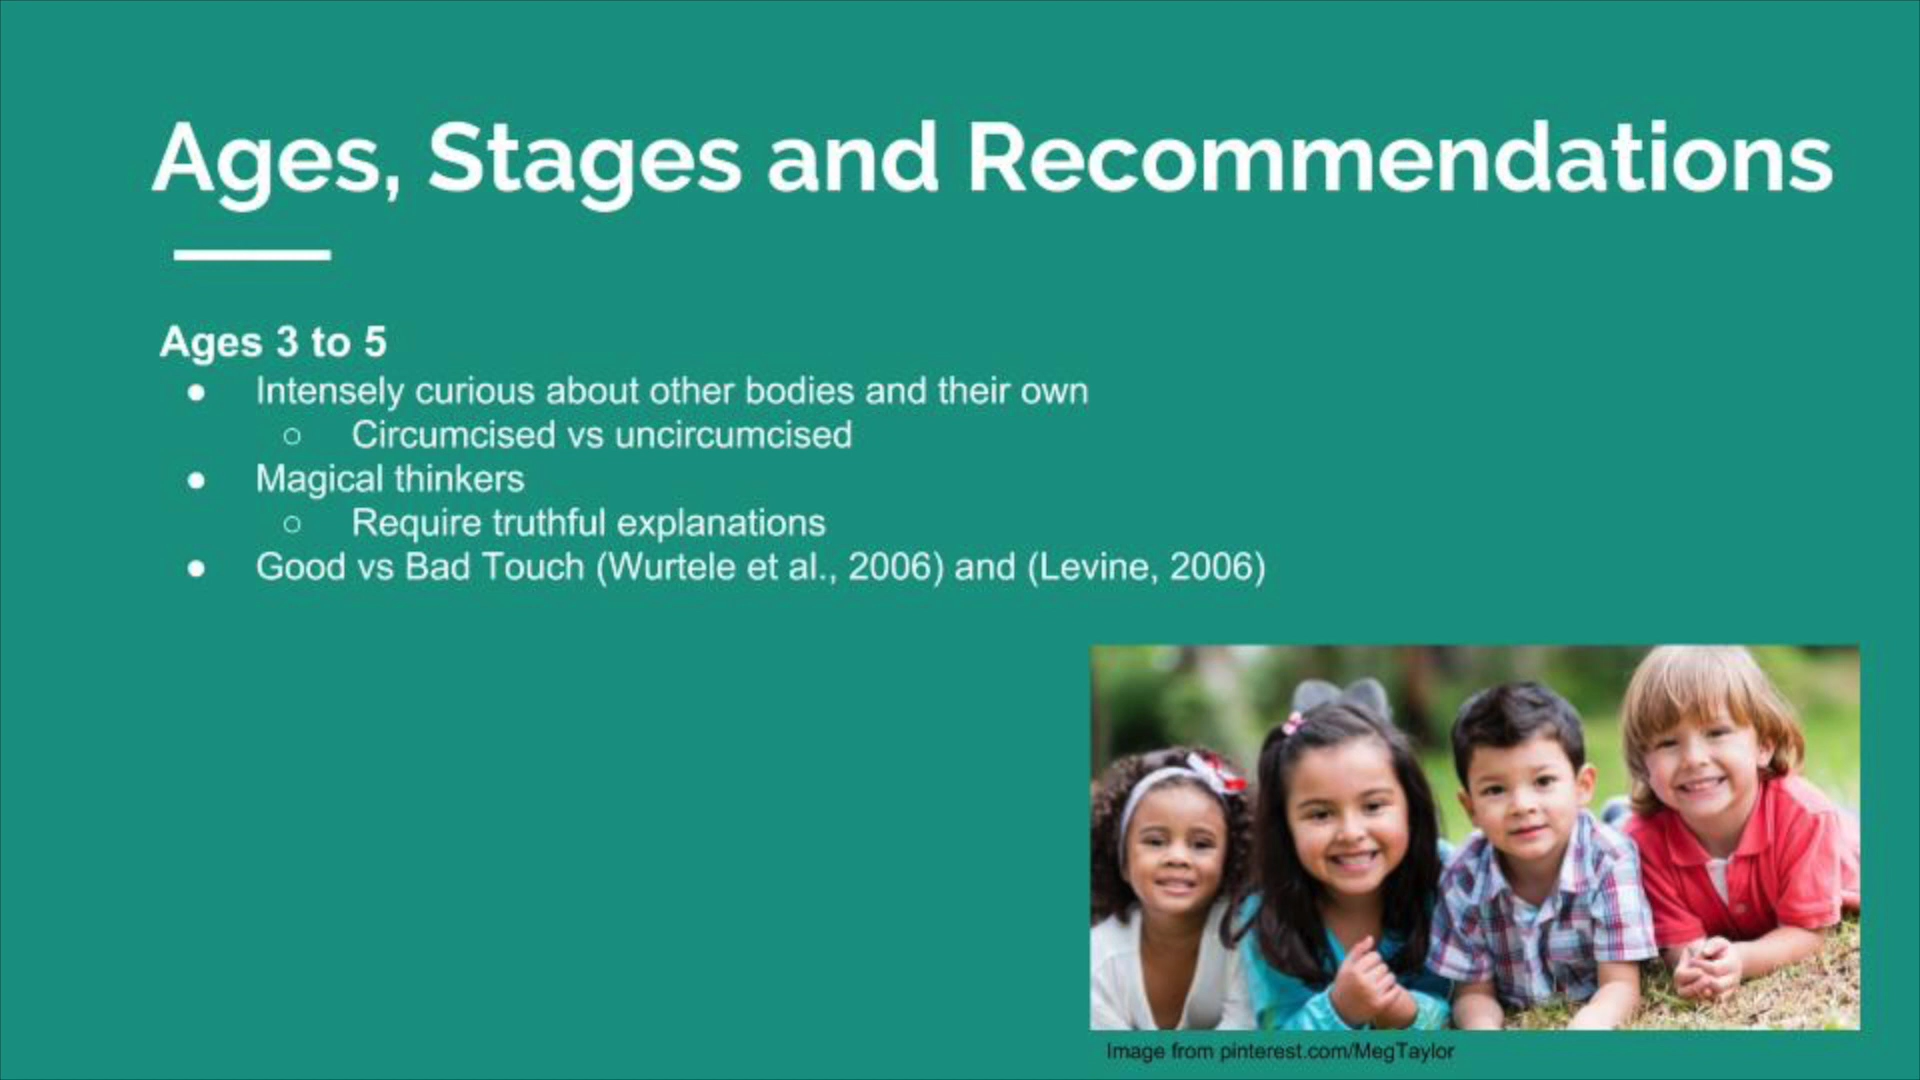 Ages, Stages and Recommendations
Ages 3 to 5
● Intensely curious about other bodies and their own
○ Circumcised vs uncircumcised
● Magical thinkers
○ Require truthful explanations
● Good vs Bad Touch (Wurtele et al., 2006) and (Levine, 2006)
Image from pinterest.com/MegTaylor